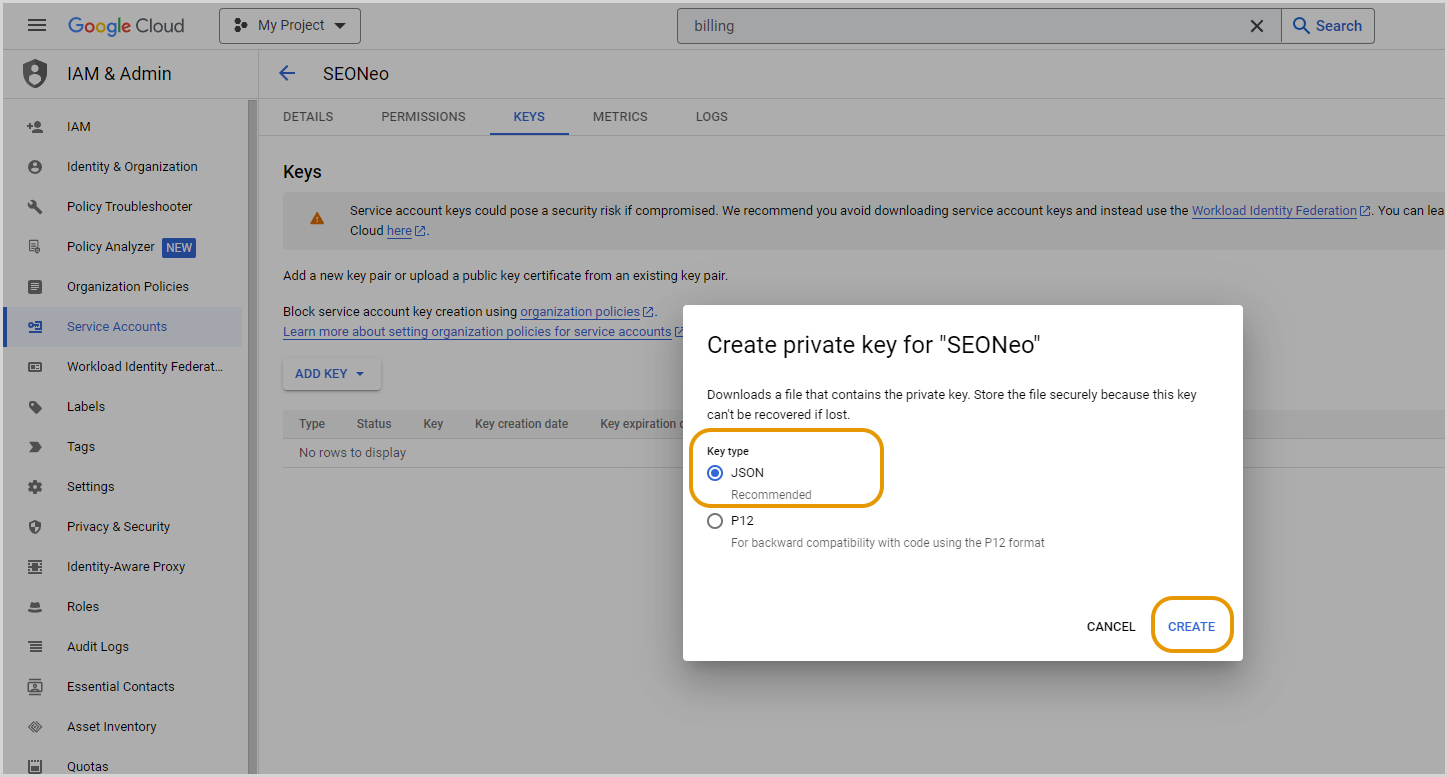 Google Cloud
My Project
billing
Search
IAM & Admin
SEONeo
DETAILS
PERMISSIONS
KEYS
METRICS
LOGS
IAM
Identity & Organization
Policy Troubleshooter
Policy Analyzer NEW
Organization Policies
Service Accounts
Workload Identity Federat...
Labels
Tags
Settings
Privacy & Security
Identity-Aware Proxy
Roles
Audit Logs
Essential Contacts
Asset Inventory
Quotas
Keys
Service account keys could pose a security risk if compromised. We recommend you avoid downloading service account keys and instead use the Workload Identity Federation. You can lea
Cloud here.
Add a new key pair or upload a public key certificate from an existing key pair.
Block service account key creation using organization policies.
Learn more about setting organization policies for service accounts
ADD KEY
Type Status Key Key creation date Key expiration d
No rows to display
Create private key for "SEONeo"
Downloads a file that contains the private key. Store the file securely because this key
can't be recovered if lost.
Key type
JSON
Recommended
P12
For backward compatibility with code using the P12 format
CANCEL
CREATE